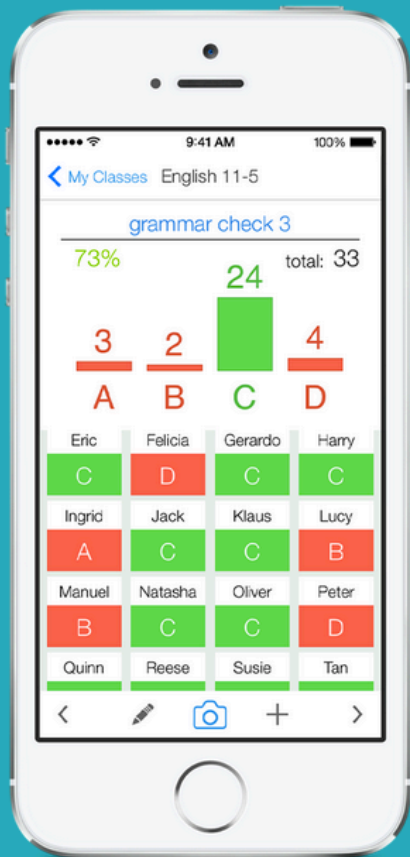 9:41 AM 100%
My Classes English 11-5
grammar check 3
73% total: 33
24
3 2 4
A B C D
Eric Felicia Gerardo Harry
C D C C
Ingrid Jack Klaus Lucy
A C C B
Manuel Natasha Oliver Peter
B C C D
Quinn Reese Susie Tan